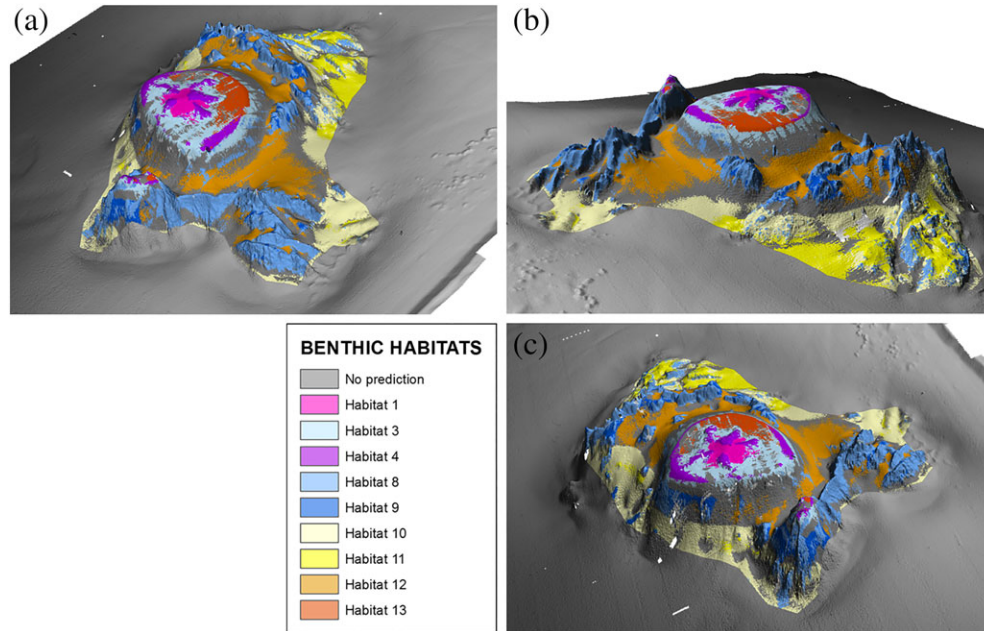 (a)
(b)
BENTHIC HABITATS
No prediction
Habitat 1
Habitat 3
Habitat 4
Habitat 8
Habitat 9
Habitat 10
Habitat 11
Habitat 12
Habitat 13
(c)